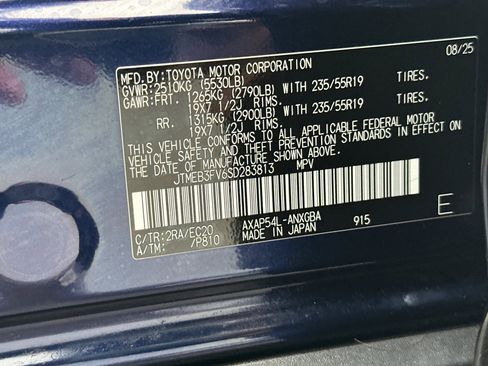 MFD.BY:TOYOTA MOTOR CORPORATION 08/25
GVWR:2510KG (5530LB)
GAWR:FRT. 1265KG (2790LB) WITH 235/55R19 TIRES.
19X7 1/2J RIMS.
RR. 1315KG (2900LB) WITH 235/55R19 TIRES.
19X7 1/2J RIMS.
THIS VEHICLE CONFORMS TO ALL APPLICABLE FEDERAL MOTOR
VEHICLE SAFETY, BUMPER, AND THEFT PREVENTION STANDARDS IN EFFECT ON
THE DATE OF MANUFACTURE SHOWN ABOVE.
JTMEB3FV6SD283813 MPV
C/TR:2RA/EC20 AXAP54L-ANXGBA 915 E
A/TM: /P810 MADE IN JAPAN